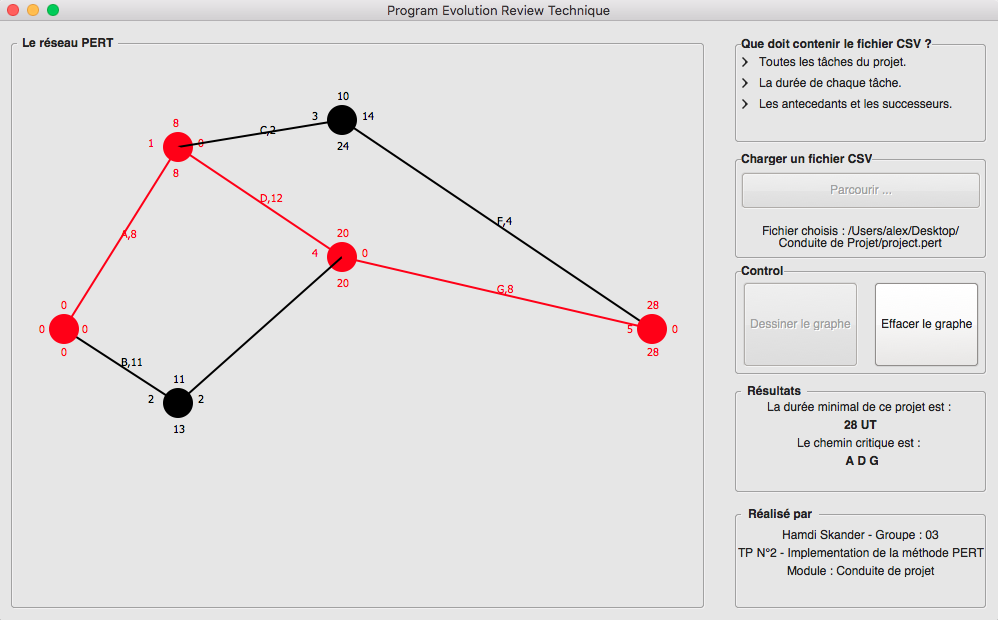 Program Evolution Review Technique
Le réseau PERT
10
3
14
24
C,2
8
1
0
8
D,12
F,4
A,8
20
4
0
20
G,8
28
5
0
28
0
0
0
0
B,11
11
2
2
13
Que doit contenir le fichier CSV ?
Toutes les tâches du projet.
La durée de chaque tâche.
Les antecedants et les successeurs.
Charger un fichier CSV
Parcourir ...
Fichier choisis : /Users/alex/Desktop/
Conduite de Projet/project.pert
Control
Dessiner le graphe
Effacer le graphe
Résultats
La durée minimal de ce projet est :
28 UT
Le chemin critique est :
A D G
Réalisé par
Hamdi Skander - Groupe : 03
TP N°2 - Implementation de la méthode PERT
Module : Conduite de projet